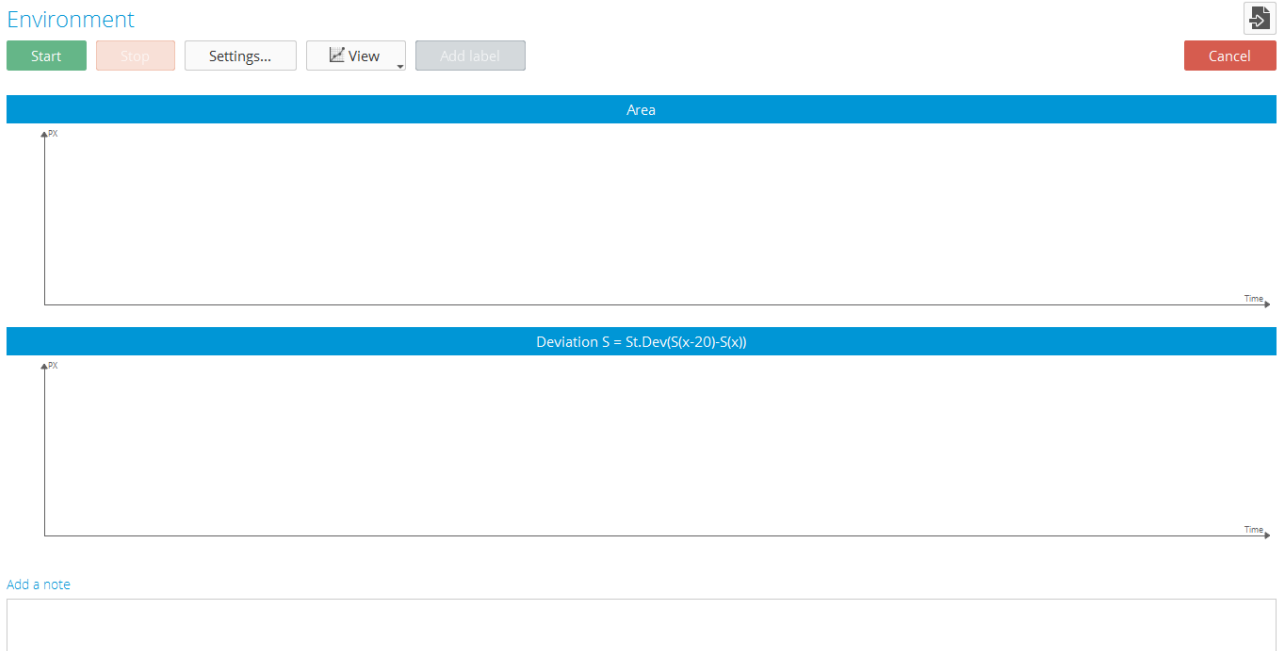 Environment
Start Stop Settings... View Add label Cancel
Area
PX
Time
Deviation S = St.Dev(S(x-20)-S(x))
PX
Time
Add a note